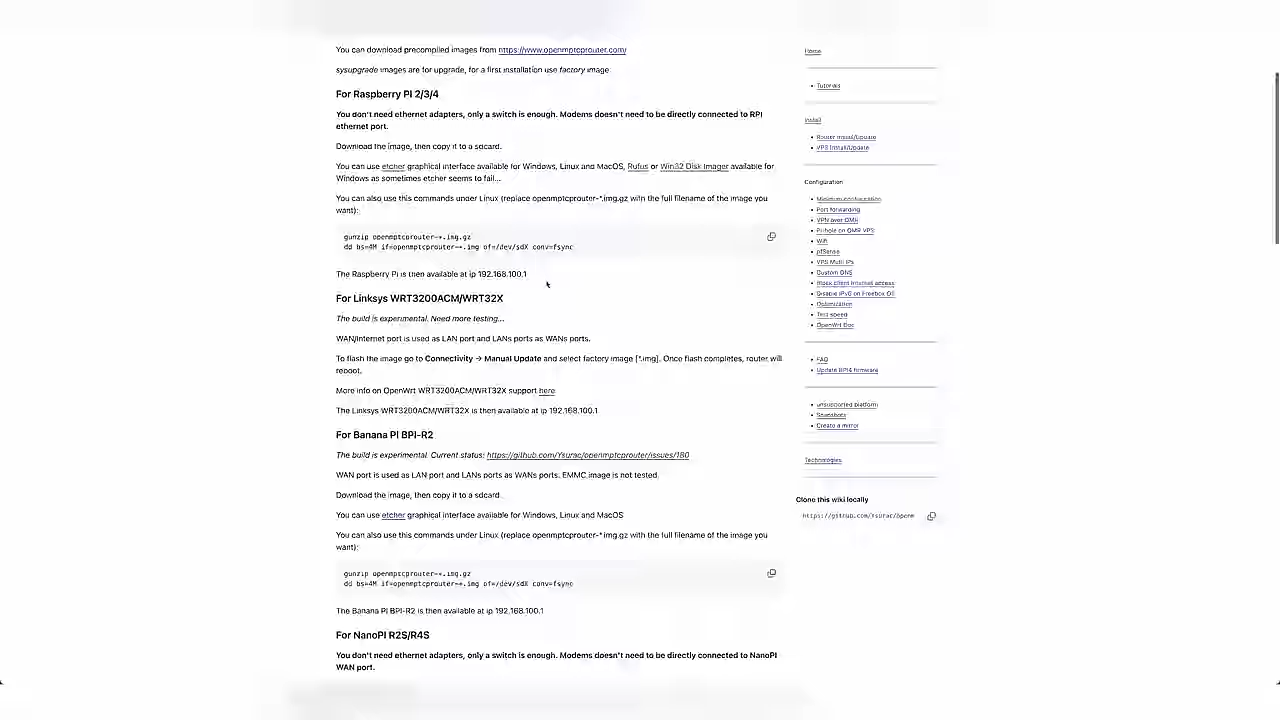 You can download precompiled images from https://www.openmptcprouter.com/
sysupgrade images are for upgrade, for a first installation use factory image
For Raspberry PI 2/3/4
You don't need ethernet adapters, only a switch is enough. Modems doesn't need to be directly connected to RPI
ethernet port.
Download the image, then copy it to a sdcard.
You can use etcher graphical interface available for Windows, Linux and MacOS, Rufus or Win32 Disk Imager available for
Windows as sometimes etcher seems to fail...
You can also use this commands under Linux (replace openmptcprouter-*.img.gz with the full filename of the image you
want):
gunzip openmptcprouter-*.img.gz
dd bs=4M if=openmptcprouter-*.img of=/dev/sdX conv=fsync
The Raspberry Pi is then available at ip 192.168.100.1
For Linksys WRT3200ACM/WRT32X
The build is experimental. Need more testing...
WAN/Internet port is used as LAN port and LANs ports as WANs ports.
To flash the image go to Connectivity → Manual Update and select factory image [*.img]. Once flash completes, router will
reboot.
More info on OpenWrt WRT3200ACM/WRT32X support here
The Linksys WRT3200ACM/WRT32X is then available at ip 192.168.100.1
For Banana PI BPI-R2
The build is experimental. Current status: https://github.com/Ysurac/openmptcprouter/issues/180
WAN port is used as LAN port and LANs ports as WANs ports. EMMC image is not tested.
Download the image, then copy it to a sdcard
You can use etcher graphical interface available for Windows, Linux and MacOS
You can also use this commands under Linux (replace openmptcprouter-*img.gz with the full filename of the image you
want):
gunzip openmptcprouter-*.img.gz
dd bs=4M if=openmptcprouter-*.img of=/dev/sdX conv=fsync
The Banana PI BPI-R2 is then available at ip 192.168.100.1
For NanoPI R2S/R4S
You don't need ethernet adapters, only a switch is enough. Modems doesn't need to be directly connected to NanoPI
WAN port.
Home
Tutorials
Install
Router Install/Update
VPS Install/Update
Configuration
Minimum configuration
Port forwarding
VPN over OMR
Pi-hole on OMR VPS
Wifi
pfSense
VPS Multi IPs
Custom DNS
client Internet access
Disable IPv6 on Freebox OS
Optimization
Test speed
OpenWrt Doc
FAQ
Update BPI4 firmware
Unsupported platform
Snapshots
Create a mirror
Technologies
Clone this wiki locally
https://github.com/Ysurac/openm